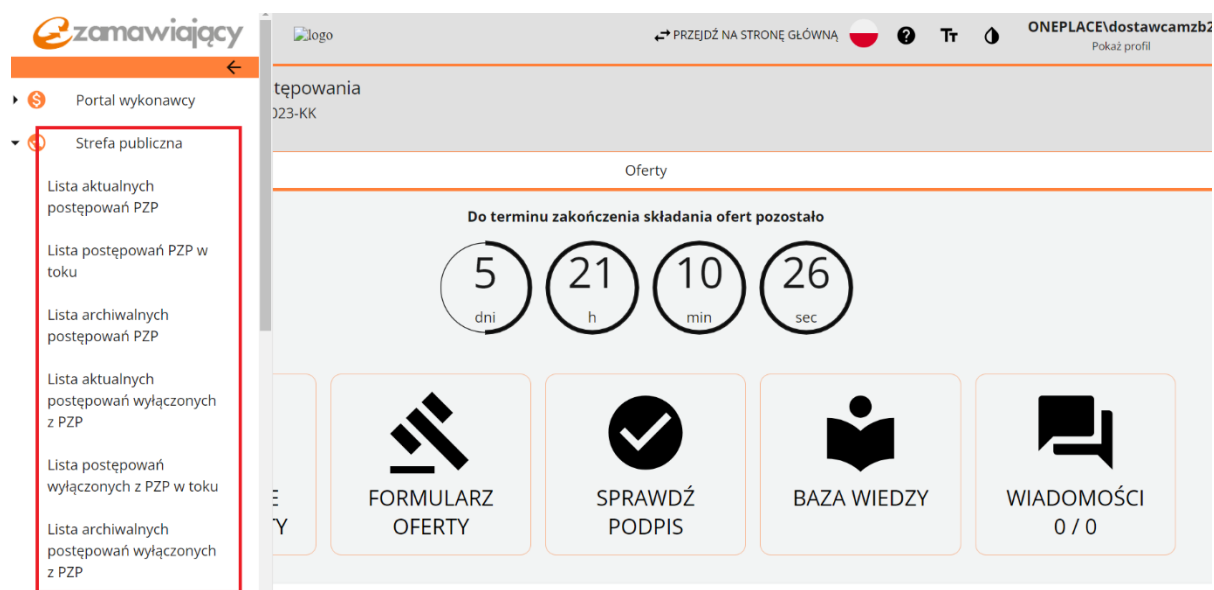 ezamawiający
logo
PRZEJDŹ NA STRONĘ GŁÓWNĄ
Tт
ONEPLACE\dostawcamzb2
Pokaż profil
Portal wykonawcy
Strefa publiczna
Lista aktualnych
postępowań PZP
Lista postępowań PZP w
toku
Lista archiwalnych
postępowań PZP
Lista aktualnych
postępowań wyłączonych
z PZP
Lista postępowań
wyłączonych z PZP w toku
Lista archiwalnych
postępowań wyłączonych
z PZP
tępowania
023-KK
Oferty
Do terminu zakończenia składania ofert pozostało
5 21 10 26
dni h min sec
E
Y
FORMULARZ
OFERTY
SPRAWDŹ
PODPIS
BAZA WIEDZY
WIADOMOŚCI
0 / 0